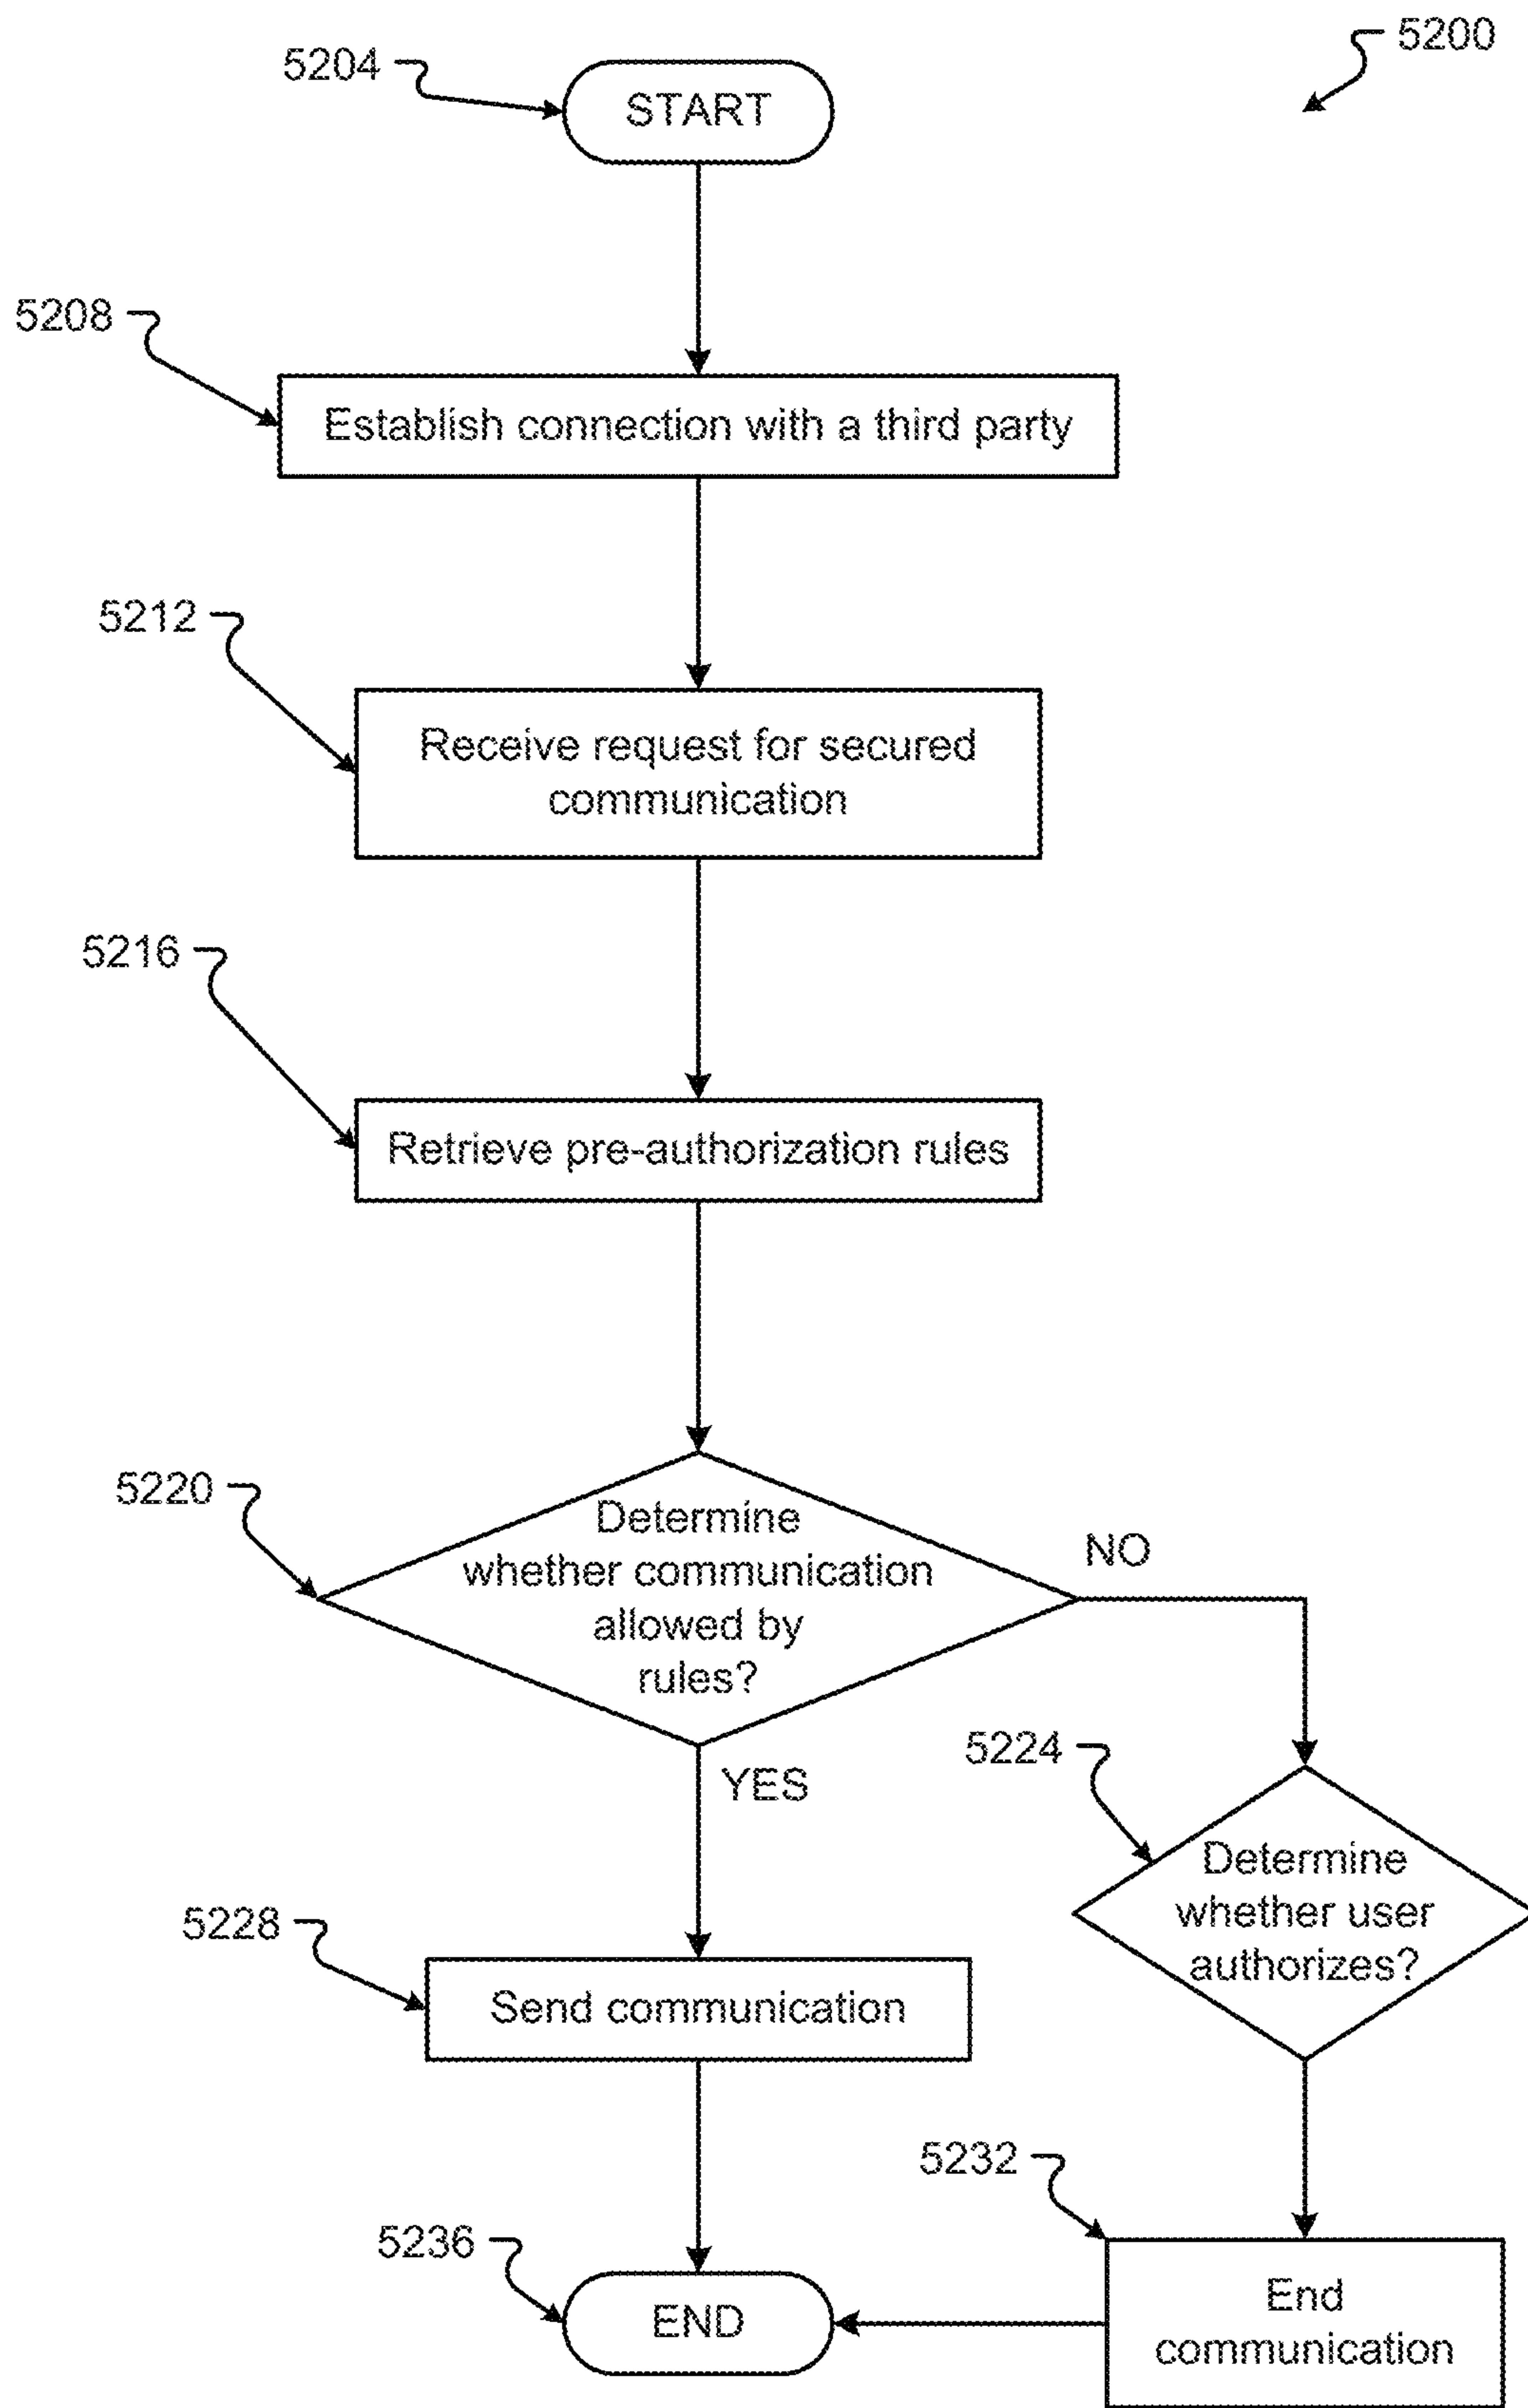 5200
5204
START
5208
Establish connection with a third party
5212
Receive request for secured
communication
5216
Retrieve pre-authorization rules
5220
Determine
whether communication
allowed by
rules?
NO
YES
5224
Determine
whether user
authorizes?
5228
Send communication
5232
End
communication
5236
END